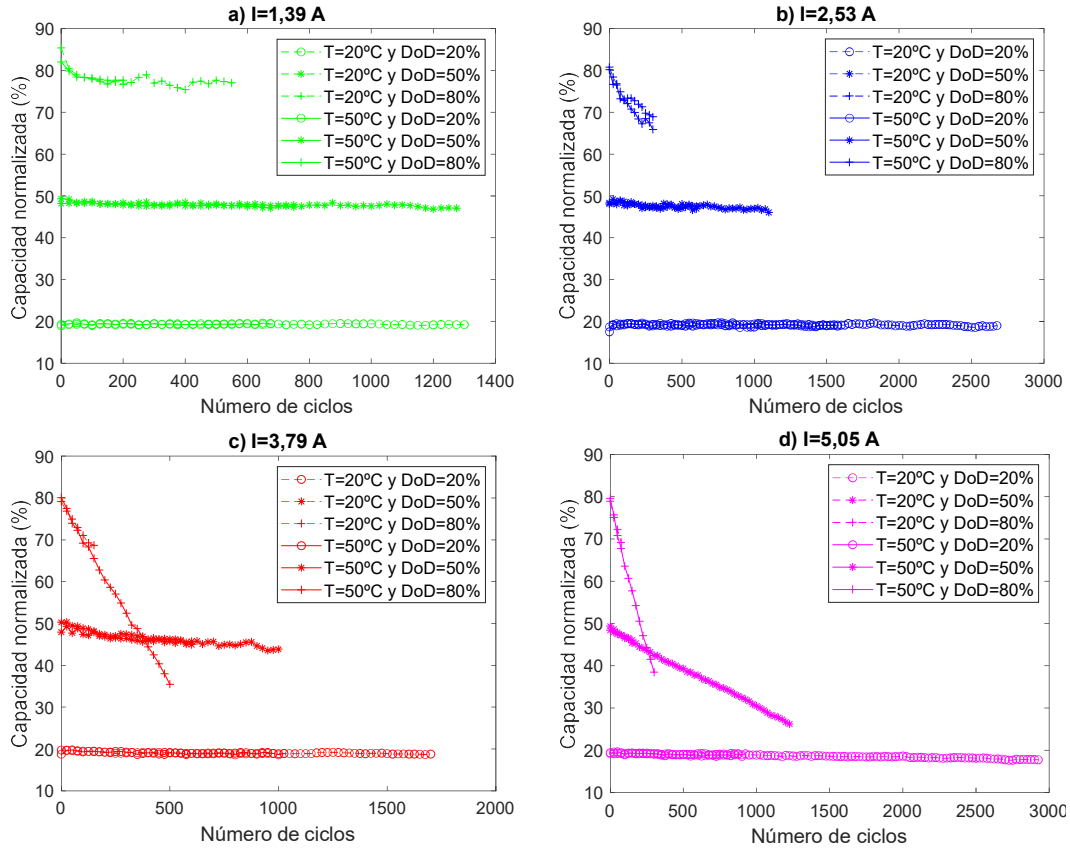 a) I=1,39 A
Capacidad normalizada (%)
90
80
70
60
50
40
30
20
10
T=20ºC y DoD=20%
T=20ºC y DoD=50%
T=20ºC y DoD=80%
T=50ºC y DoD=20%
T=50ºC y DoD=50%
T=50ºC y DoD=80%
0 200 400 600 800 1000 1200 1400
Número de ciclos
b) I=2,53 A
Capacidad normalizada (%)
90
80
70
60
50
40
30
20
10
T=20ºC y DoD=20%
T=20ºC y DoD=50%
T=20ºC y DoD=80%
T=50ºC y DoD=20%
T=50ºC y DoD=50%
T=50ºC y DoD=80%
0 500 1000 1500 2000 2500 3000
Número de ciclos
c) I=3,79 A
Capacidad normalizada (%)
90
80
70
60
50
40
30
20
10
T=20ºC y DoD=20%
T=20ºC y DoD=50%
T=20ºC y DoD=80%
T=50ºC y DoD=20%
T=50ºC y DoD=50%
T=50ºC y DoD=80%
0 500 1000 1500 2000
Número de ciclos
d) I=5,05 A
Capacidad normalizada (%)
90
80
70
60
50
40
30
20
10
T=20ºC y DoD=20%
T=20ºC y DoD=50%
T=20ºC y DoD=80%
T=50ºC y DoD=20%
T=50ºC y DoD=50%
T=50ºC y DoD=80%
0 500 1000 1500 2000 2500 3000
Número de ciclos